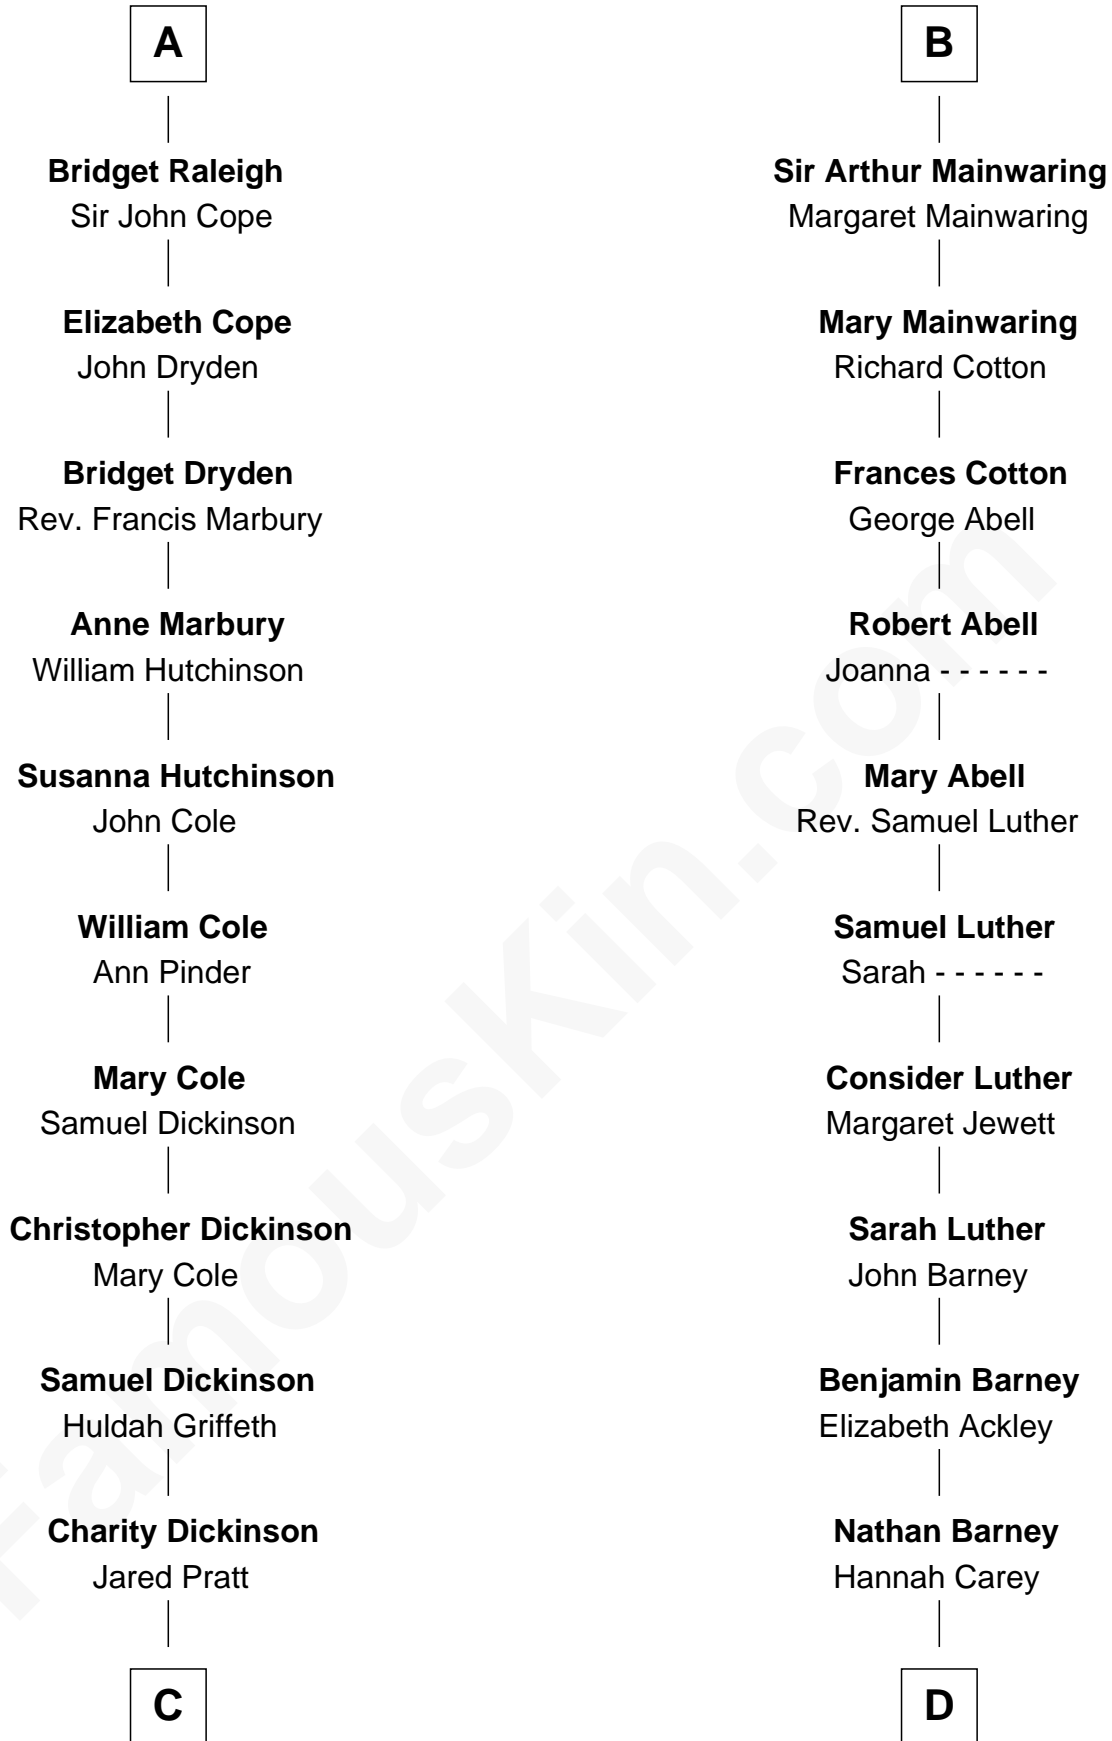 A
Bridget Raleigh
Sir John Cope
Elizabeth Cope
John Dryden
Bridget Dryden
Rev. Francis Marbury
Anne Marbury
William Hutchinson
Susanna Hutchinson
John Cole
William Cole
Ann Pinder
Mary Cole
Samuel Dickinson
Christopher Dickinson
Mary Cole
Samuel Dickinson
Huldah Griffeth
Charity Dickinson
Jared Pratt
C
B
Sir Arthur Mainwaring
Margaret Mainwaring
Mary Mainwaring
Richard Cotton
Frances Cotton
George Abell
Robert Abell
Joanna - - - - - -
Mary Abell
Rev. Samuel Luther
Samuel Luther
Sarah - - - - - -
Consider Luther
Margaret Jewett
Sarah Luther
John Barney
Benjamin Barney
Elizabeth Ackley
Nathan Barney
Hannah Carey
D
FamousKin.com